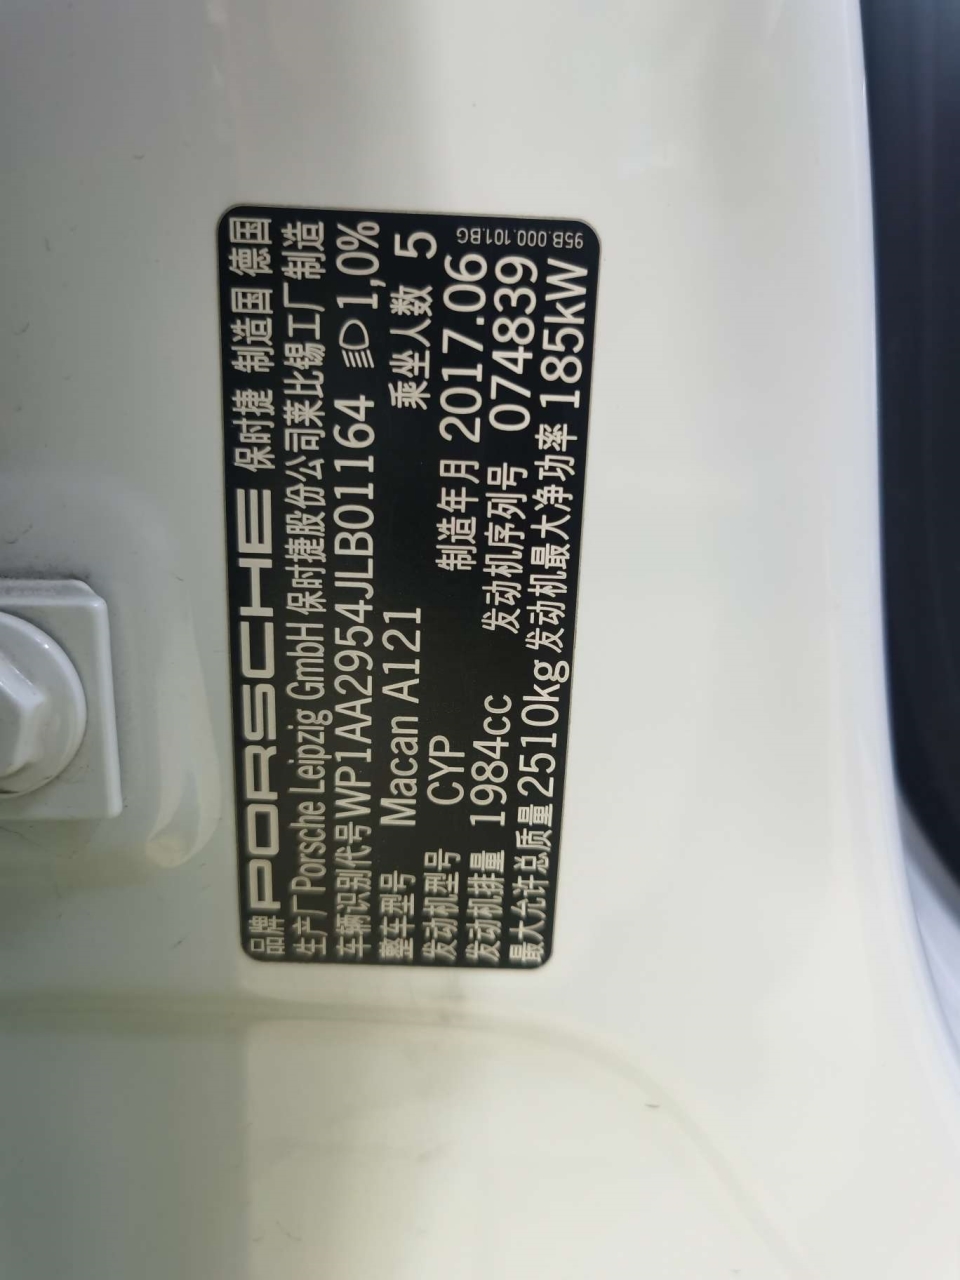 品牌 PORSCHE 保时捷 制造国 德国
生产厂 Porsche Leipzig GmbH 保时捷股份公司莱比锡工厂制造
车辆识别代号 WP1AA2954JLB01164 1,0%
整车型号 Macan A121 乘坐人数 5
发动机型号 CYP 制造年月 2017.06
发动机排量 1984cc 发动机序列号 074839
最大允许总质量 2510kg 发动机最大净功率 185kW
95B.000.101.BG